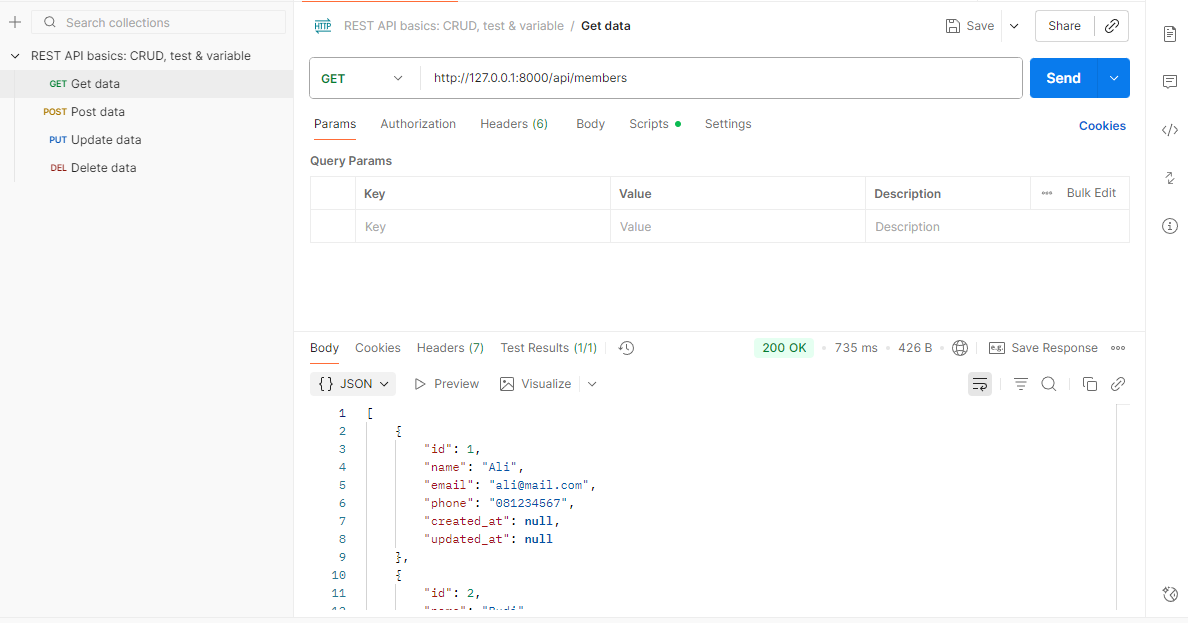 Search collections
REST API basics: CRUD, test & variable
GET Get data
POST Post data
PUT Update data
DEL Delete data
HTTP REST API basics: CRUD, test & variable / Get data
Save
Share
GET
http://127.0.0.1:8000/api/members
Send
Params Authorization Headers (6) Body Scripts Settings
Cookies
Query Params
Key Value Description Bulk Edit
Key Value Description
Body Cookies Headers (7) Test Results (1/1)
200 OK 735 ms 426 B e.g. Save Response
{} JSON Preview Visualize
1 [
2 {
3 "id": 1,
4 "name": "Ali",
5 "email": "ali@mail.com",
6 "phone": "081234567",
7 "created_at": null,
8 "updated_at": null
9 },
10 {
11 "id": 2,
12 "name":